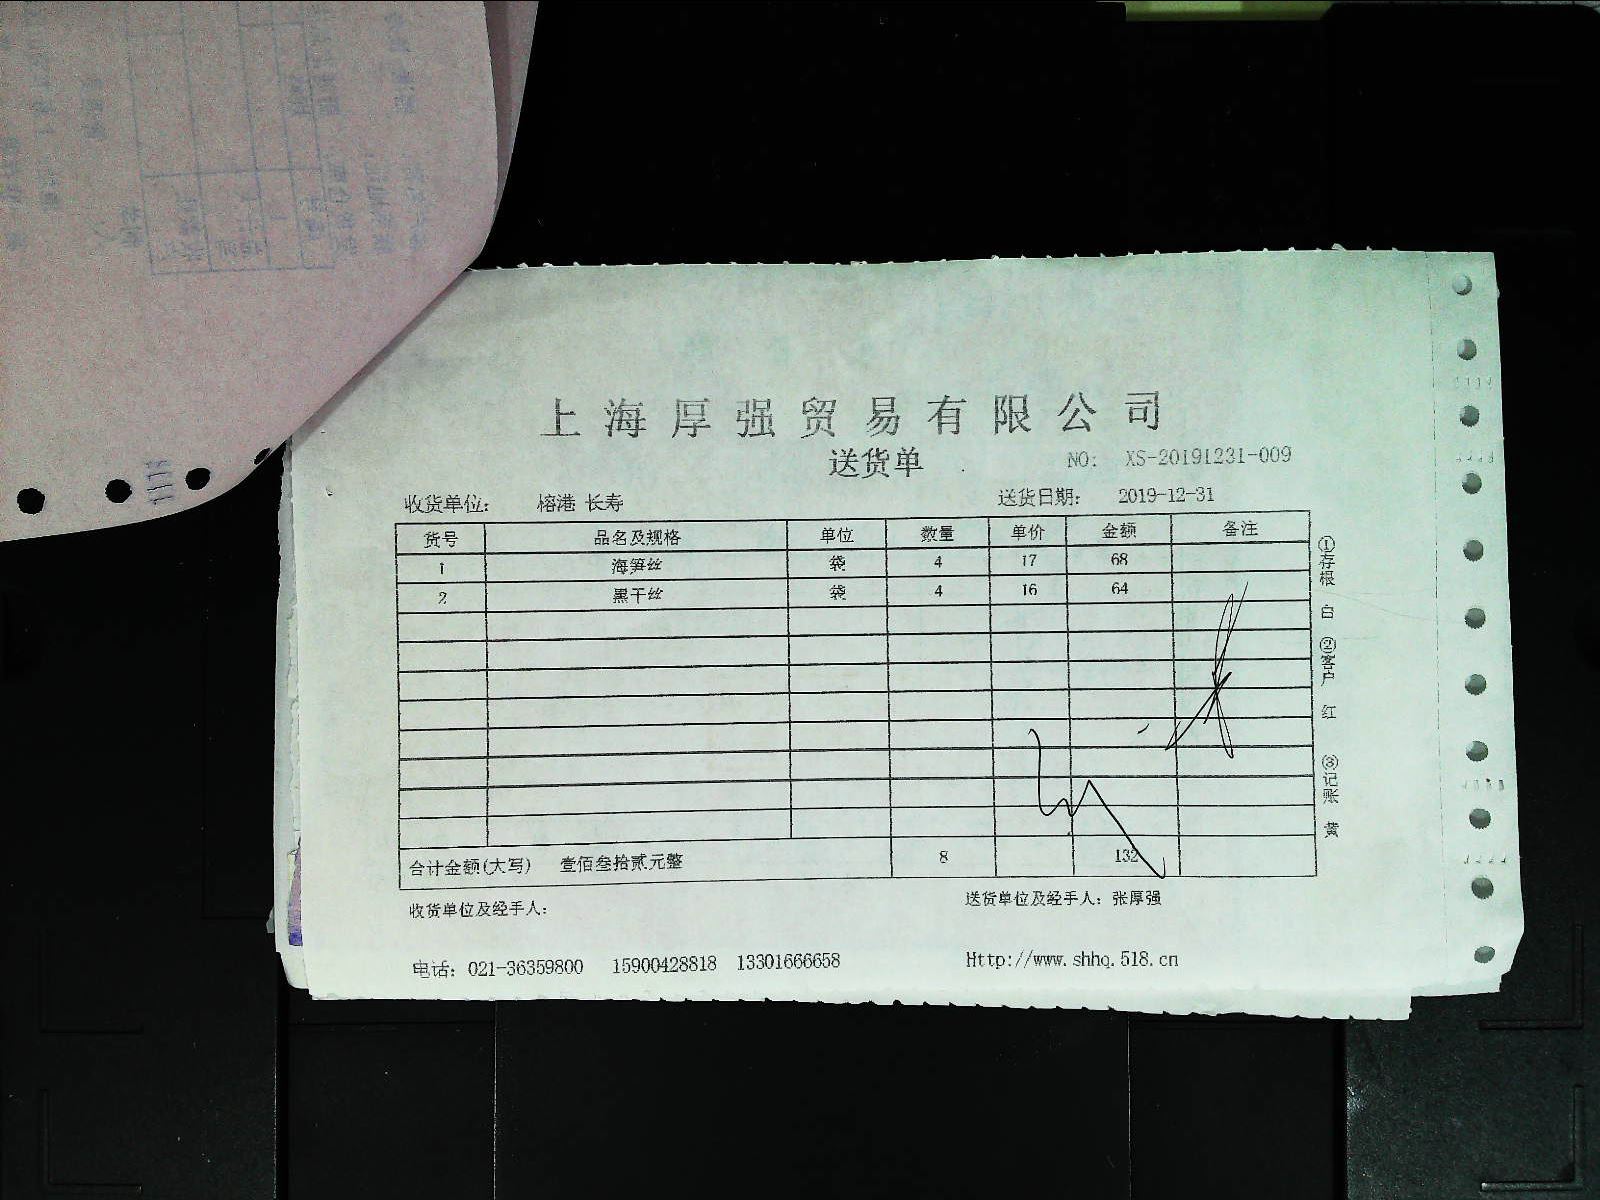 上海厚强贸易有限公司
送货单
NO: XS-20191231-009
收货单位: 榕港 长寿 送货日期: 2019-12-31
货号 品名及规格 单位 数量 单价 金额 备注
1 海笋丝 袋 4 17 68
2 黑干丝 袋 4 16 64
合计金额(大写) 壹佰叁拾贰元整 8 132
收货单位及经手人: 送货单位及经手人: 张厚强
电话: 021-36359800 15900428818 13301666658 Http://www.shhq.518.cn
①存根 白 ②客户 红 ③记账 黄